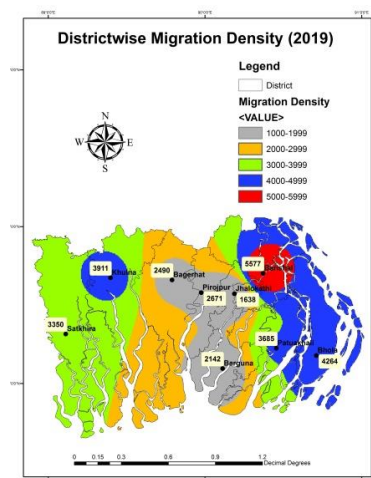 Districtwise Migration Density (2019)
Legend
District
Migration Density
<VALUE>
1000-1999
2000-2999
3000-3999
4000-4999
5000-5999
N
W E
S
5577
3911
Khulna
2490
Bagerhat
Barishal
Pirojpur
Jhalokathi
2671
1638
3350
Satkhira
3685
Patuakhali
Bhola
4264
2142
Barguna
0 0.15 0.3 0.6 0.9 1.2
Decimal Degrees